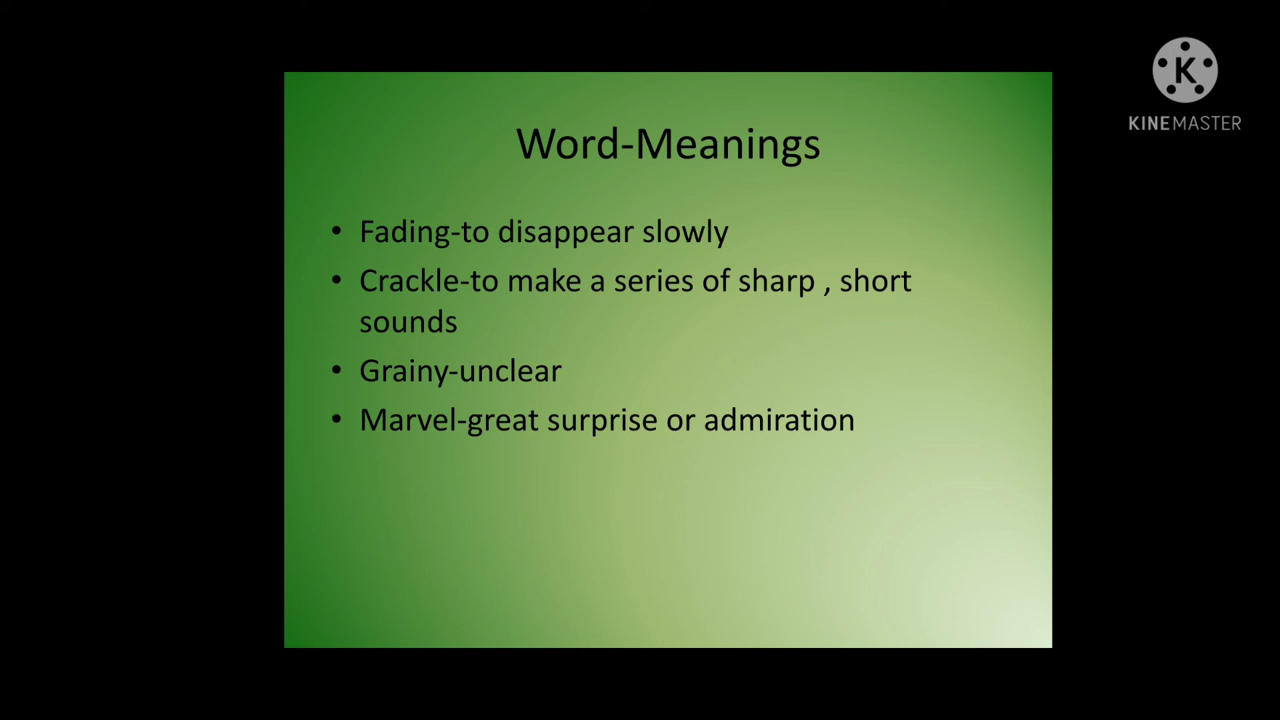 K
KINEMASTER
Word-Meanings
• Fading-to disappear slowly
• Crackle-to make a series of sharp , short
sounds
• Grainy-unclear
• Marvel-great surprise or admiration